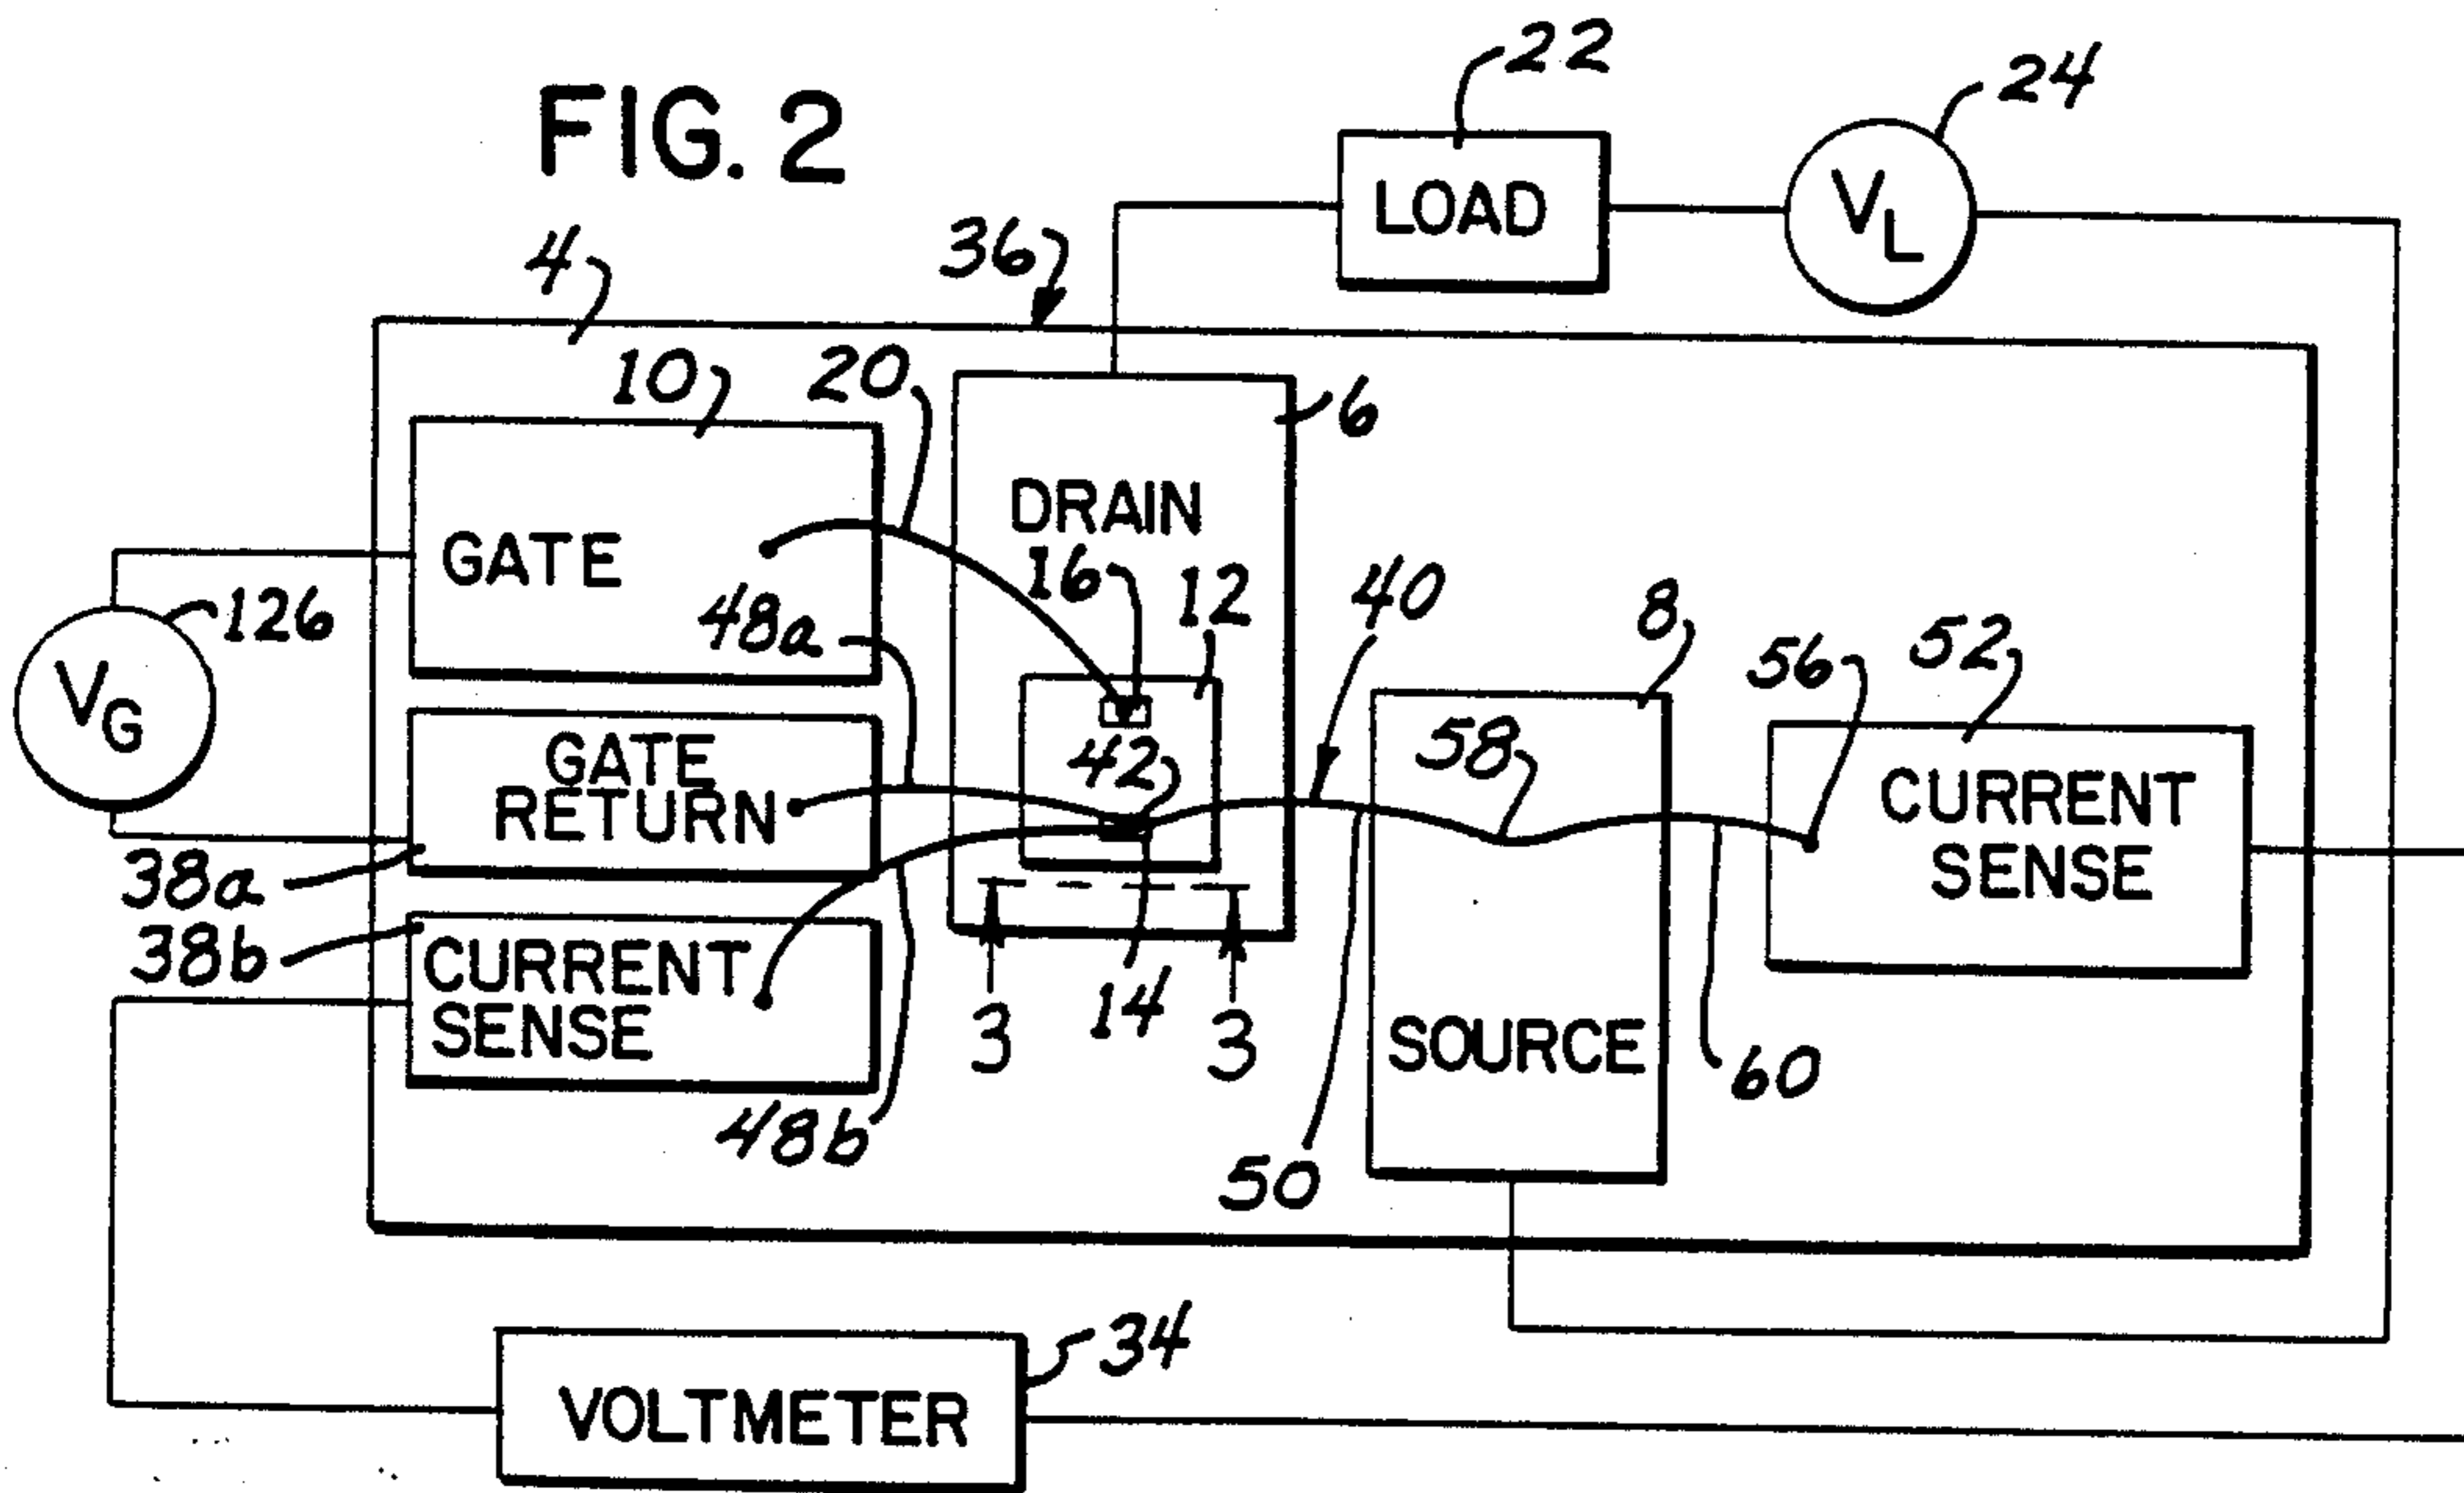 FIG. 2
22
24
LOAD
VL
36
4
10
20
6
DRAIN
GATE
16
12
40
8
126
48a
56
52
VG
42
58
GATE
RETURN
CURRENT
SENSE
38a
38b
CURRENT
SENSE
14
3
3
SOURCE
60
48b
50
34
VOLTMETER